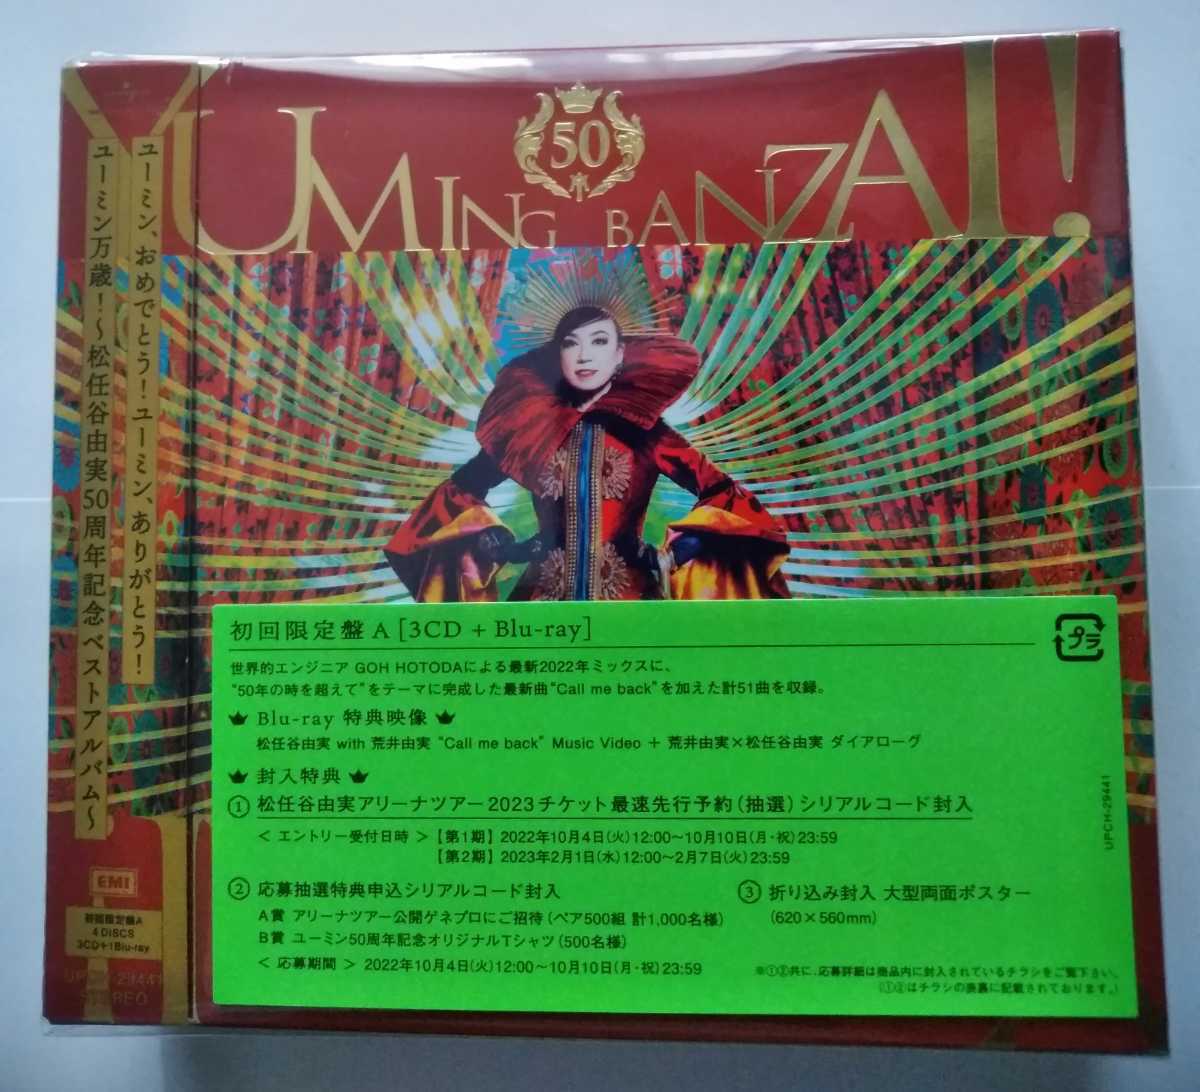 YUMING BANZAI!
50
ユーミン、おめでとう!ユーミン、ありがとう!
ユーミン万歳!〜松任谷由実50周年記念ベストアルバム〜
EMI
初回限定盤A
4 DISCS
3CD+1Blu-ray
UPCH-29441
STEREO
初回限定盤 A [3CD + Blu-ray]
プラ
世界的エンジニア GOH HOTODAによる最新2022年ミックスに、
“50年の時を超えて”をテーマに完成した最新曲“Call me back”を加えた計51曲を収録。
Blu-ray 特典映像
松任谷由実 with 荒井由実 “Call me back” Music Video + 荒井由実×松任谷由実 ダイアローグ
封入特典
① 松任谷由実アリーナツアー2023チケット最速先行予約(抽選)シリアルコード封入
< エントリー受付日時 >【第1期】2022年10月4日(火)12:00〜10月10日(月・祝)23:59
【第2期】2023年2月1日(水)12:00〜2月7日(火)23:59
② 応募抽選特典申込シリアルコード封入
A賞 アリーナツアー公開ゲネプロにご招待(ペア500組 計1,000名様)
B賞 ユーミン50周年記念オリジナルTシャツ(500名様)
< 応募期間 > 2022年10月4日(火)12:00〜10月10日(月・祝)23:59
③ 折り込み封入 大型両面ポスター
(620×560mm)
※①②共に、応募詳細は商品内に封入されているチラシをご覧下さい。
(①②はチラシの表裏に記載されております。)
UPCH-29441